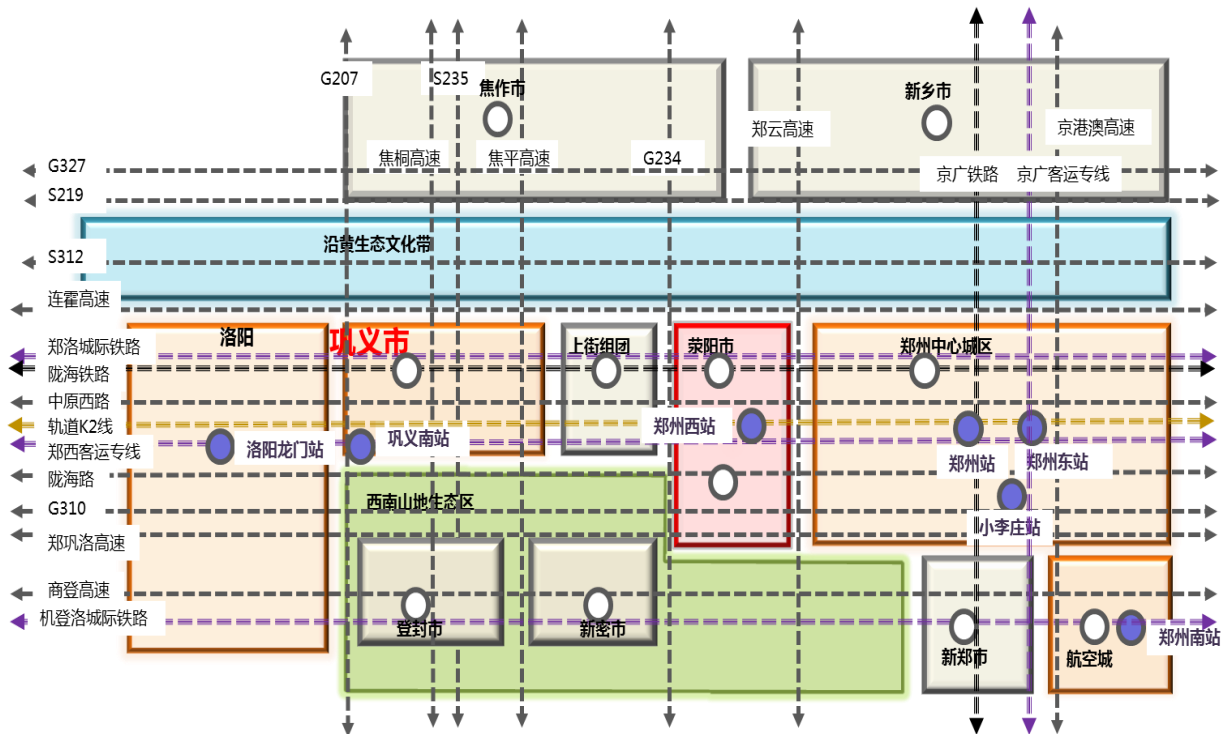 G207
S235
焦作市
新乡市
郑云高速
京港澳高速
焦桐高速
焦平高速
G234
G327
京广铁路
京广客运专线
S219
沿黄生态文化带
S312
连霍高速
洛阳
巩义市
上街组团
荥阳市
郑州中心城区
郑洛城际铁路
陇海铁路
中原西路
轨道K2线
郑西客运专线
洛阳龙门站
巩义南站
郑州西站
郑州站
郑州东站
陇海路
西南山地生态区
G310
小李庄站
郑巩洛高速
商登高速
机登洛城际铁路
登封市
新密市
新郑市
航空城
郑州南站